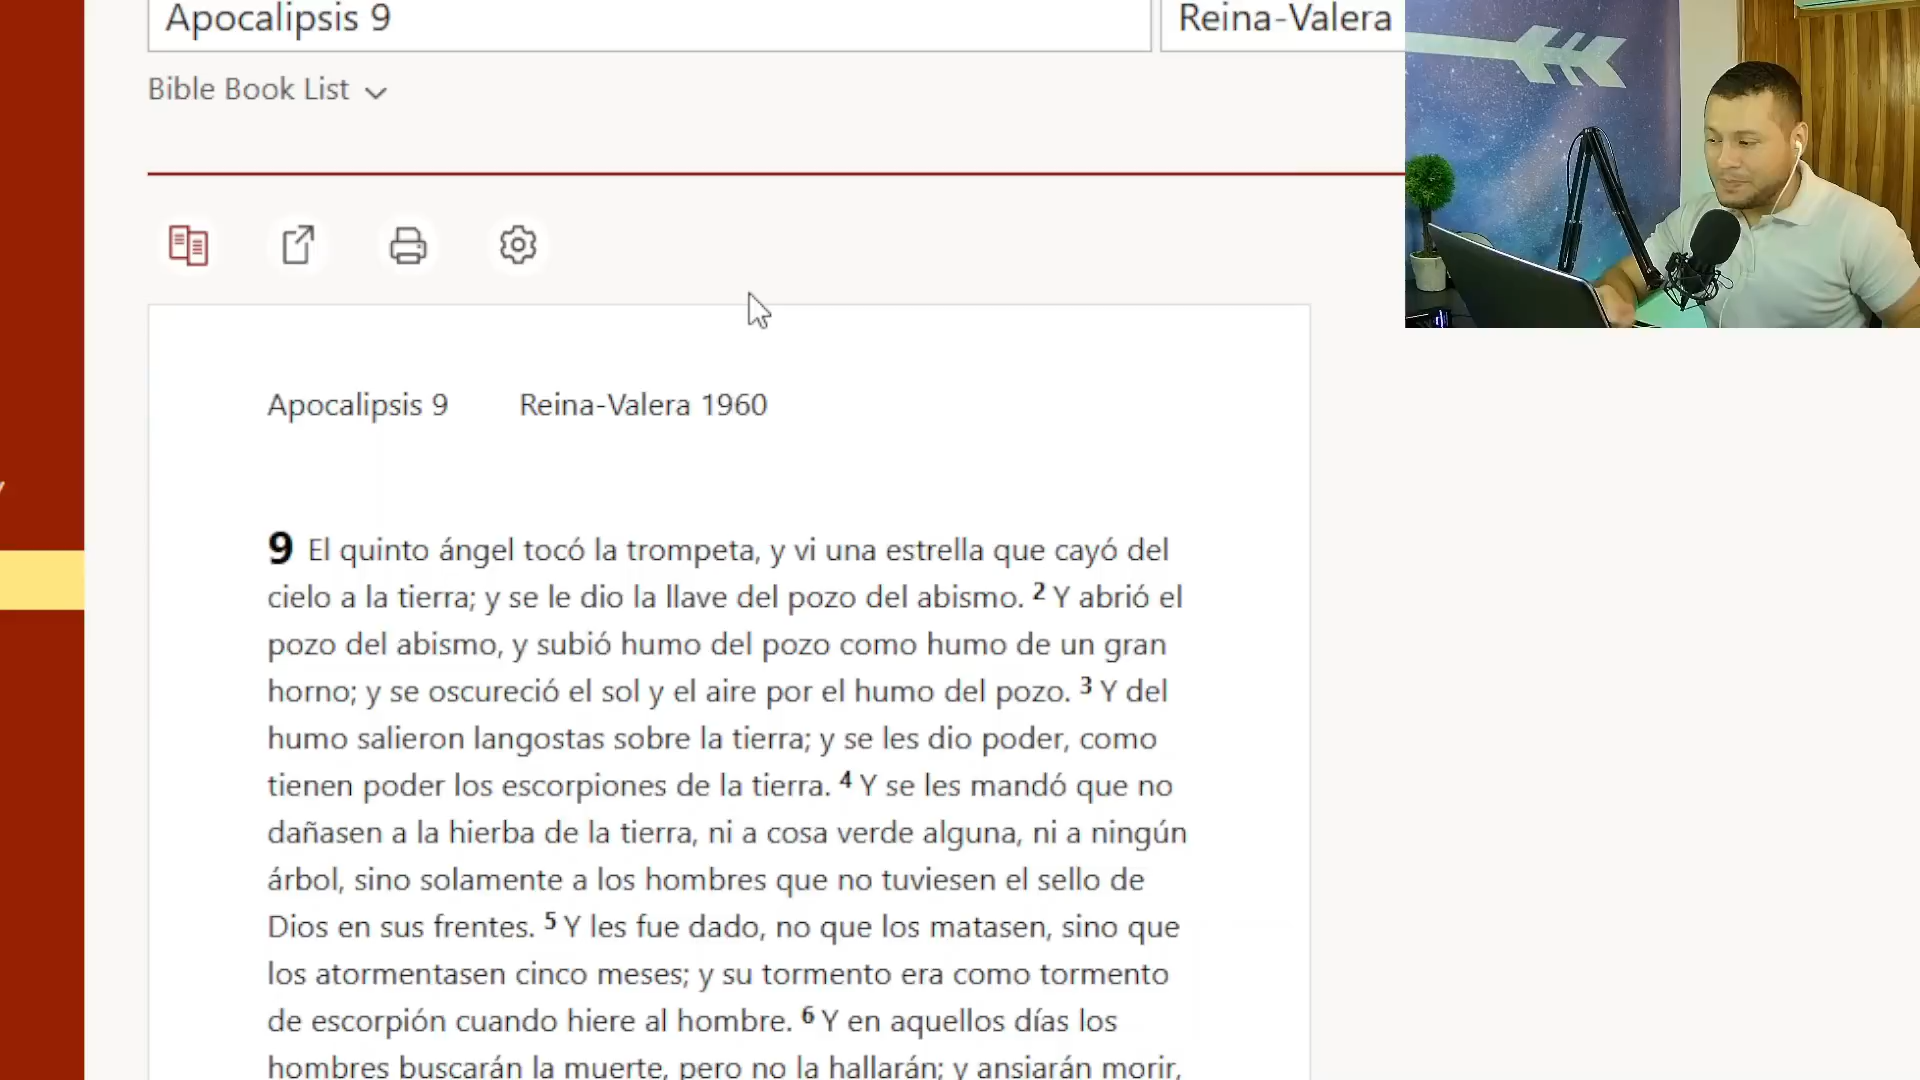 Apocalipsis 9
Reina-Valera
Bible Book List
Apocalipsis 9 Reina-Valera 1960
9 El quinto ángel tocó la trompeta, y vi una estrella que cayó del
cielo a la tierra; y se le dio la llave del pozo del abismo. 2 Y abrió el
pozo del abismo, y subió humo del pozo como humo de un gran
horno; y se oscureció el sol y el aire por el humo del pozo. 3 Y del
humo salieron langostas sobre la tierra; y se les dio poder, como
tienen poder los escorpiones de la tierra. 4 Y se les mandó que no
dañasen a la hierba de la tierra, ni a cosa verde alguna, ni a ningún
árbol, sino solamente a los hombres que no tuviesen el sello de
Dios en sus frentes. 5 Y les fue dado, no que los matasen, sino que
los atormentasen cinco meses; y su tormento era como tormento
de escorpión cuando hiere al hombre. 6 Y en aquellos días los
hombres buscarán la muerte, pero no la hallarán; y ansiarán morir,